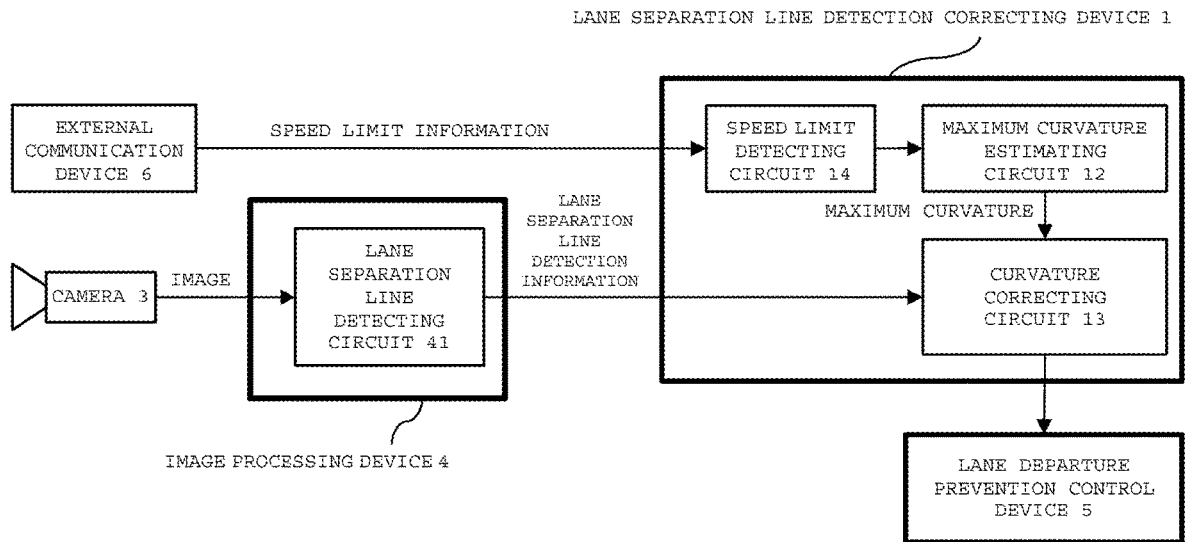 LANE SEPARATION LINE DETECTION CORRECTING DEVICE 1
EXTERNAL
COMMUNICATION
DEVICE 6
SPEED LIMIT INFORMATION
SPEED LIMIT
DETECTING
CIRCUIT 14
MAXIMUM CURVATURE
ESTIMATING
CIRCUIT 12
MAXIMUM CURVATURE
CAMERA 3
IMAGE
LANE
SEPARATION
LINE
DETECTING
CIRCUIT 41
LANE
SEPARATION
LINE
DETECTION
INFORMATION
CURVATURE
CORRECTING
CIRCUIT 13
IMAGE PROCESSING DEVICE 4
LANE DEPARTURE
PREVENTION CONTROL
DEVICE 5